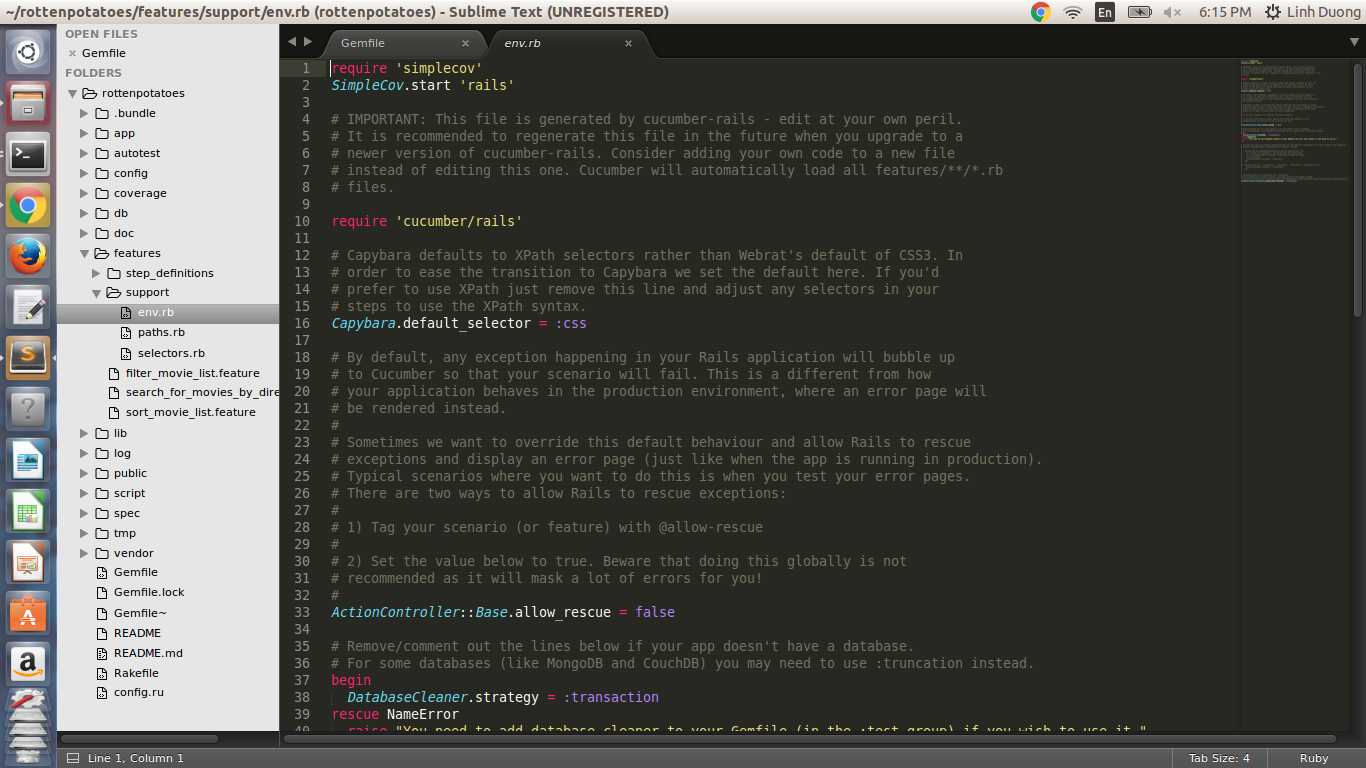 ~/rottenpotatoes/features/support/env.rb (rottenpotatoes) - Sublime Text (UNREGISTERED)
En
6:15 PM
Linh Duong
OPEN FILES
Gemfile
FOLDERS
rottenpotatoes
.bundle
app
autotest
config
coverage
db
doc
features
step_definitions
support
env.rb
paths.rb
selectors.rb
filter_movie_list.feature
search_for_movies_by_dire
sort_movie_list.feature
lib
log
public
script
spec
tmp
vendor
Gemfile
Gemfile.lock
Gemfile~
README
README.md
Rakefile
config.ru
Gemfile
env.rb
1 require 'simplecov'
2 SimpleCov.start 'rails'
3
4 # IMPORTANT: This file is generated by cucumber-rails - edit at your own peril.
5 # It is recommended to regenerate this file in the future when you upgrade to a
6 # newer version of cucumber-rails. Consider adding your own code to a new file
7 # instead of editing this one. Cucumber will automatically load all features/**/*.rb
8 # files.
9
10 require 'cucumber/rails'
11
12 # Capybara defaults to XPath selectors rather than Webrat's default of CSS3. In
13 # order to ease the transition to Capybara we set the default here. If you'd
14 # prefer to use XPath just remove this line and adjust any selectors in your
15 # steps to use the XPath syntax.
16 Capybara.default_selector = :css
17
18 # By default, any exception happening in your Rails application will bubble up
19 # to Cucumber so that your scenario will fail. This is a different from how
20 # your application behaves in the production environment, where an error page will
21 # be rendered instead.
22 #
23 # Sometimes we want to override this default behaviour and allow Rails to rescue
24 # exceptions and display an error page (just like when the app is running in production).
25 # Typical scenarios where you want to do this is when you test your error pages.
26 # There are two ways to allow Rails to rescue exceptions:
27 #
28 # 1) Tag your scenario (or feature) with @allow-rescue
29 #
30 # 2) Set the value below to true. Beware that doing this globally is not
31 # recommended as it will mask a lot of errors for you!
32 #
33 ActionController::Base.allow_rescue = false
34
35 # Remove/comment out the lines below if your app doesn't have a database.
36 # For some databases (like MongoDB and CouchDB) you may need to use :truncation instead.
37 begin
38 DatabaseCleaner.strategy = :transaction
39 rescue NameError
40 raise "You need to add database_cleaner to your Gemfile (in the :test group) if you wish to use it."
Line 1, Column 1
Tab Size: 4
Ruby